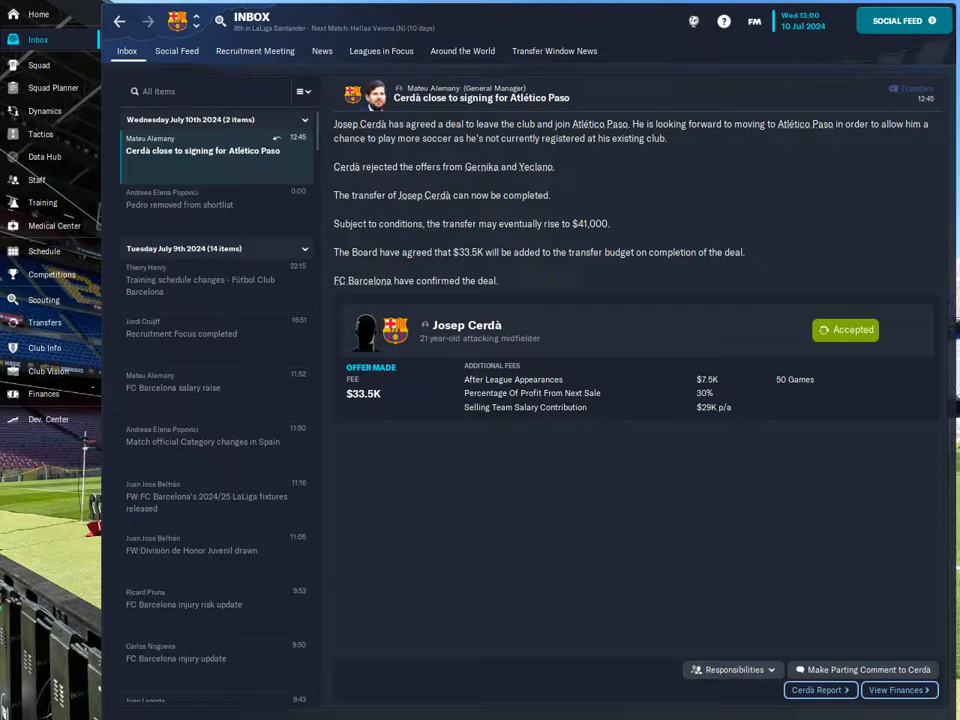 Home
Inbox
Squad
Squad Planner
Dynamics
Tactics
Data Hub
Staff
Training
Medical Center
Schedule
Competitions
Scouting
Transfers
Club Info
Club Vision
Finances
Dev. Center
INBOX
8th in LaLiga Santander - Next Match: Hellas Verona (N) (10 days)
?
FM
Wed 13:00
10 Jul 2024
SOCIAL FEED
Inbox
Social Feed
Recruitment Meeting
News
Leagues in Focus
Around the World
Transfer Window News
All Items
Wednesday July 10th 2024 (2 items)
Mateu Alemany 12:45
Cerdà close to signing for Atlético Paso
Andreea Elena Popovici 0:00
Pedro removed from shortlist
Tuesday July 9th 2024 (14 items)
Thierry Henry 22:15
Training schedule changes - Fútbol Club
Barcelona
Jordi Cruijff 16:51
Recruitment Focus completed
Mateu Alemany 11:52
FC Barcelona salary raise
Andreea Elena Popovici 11:50
Match official Category changes in Spain
Juan Jose Beltrán 11:16
FW:FC Barcelona's 2024/25 LaLiga fixtures
released
Juan Jose Beltrán 11:05
FW:División de Honor Juvenil drawn
Ricard Pruna 9:53
FC Barcelona injury risk update
Carlos Nogueira 9:50
FC Barcelona injury update
Joan Laporta 9:43
Mateu Alemany (General Manager)
Cerdà close to signing for Atlético Paso
Transfers
12:45
Josep Cerdà has agreed a deal to leave the club and join Atlético Paso. He is looking forward to moving to Atlético Paso in order to allow him a
chance to play more soccer as he's not currently registered at his existing club.
Cerdà rejected the offers from Gernika and Yeclano.
The transfer of Josep Cerdà can now be completed.
Subject to conditions, the transfer may eventually rise to $41,000.
The Board have agreed that $33.5K will be added to the transfer budget on completion of the deal.
FC Barcelona have confirmed the deal.
Josep Cerdà
21 year-old attacking midfielder
Accepted
OFFER MADE
FEE
$33.5K
ADDITIONAL FEES
After League Appearances $7.5K 50 Games
Percentage Of Profit From Next Sale 30%
Selling Team Salary Contribution $29K p/a
Responsibilities
Make Parting Comment to Cerdà
Cerdà Report
View Finances